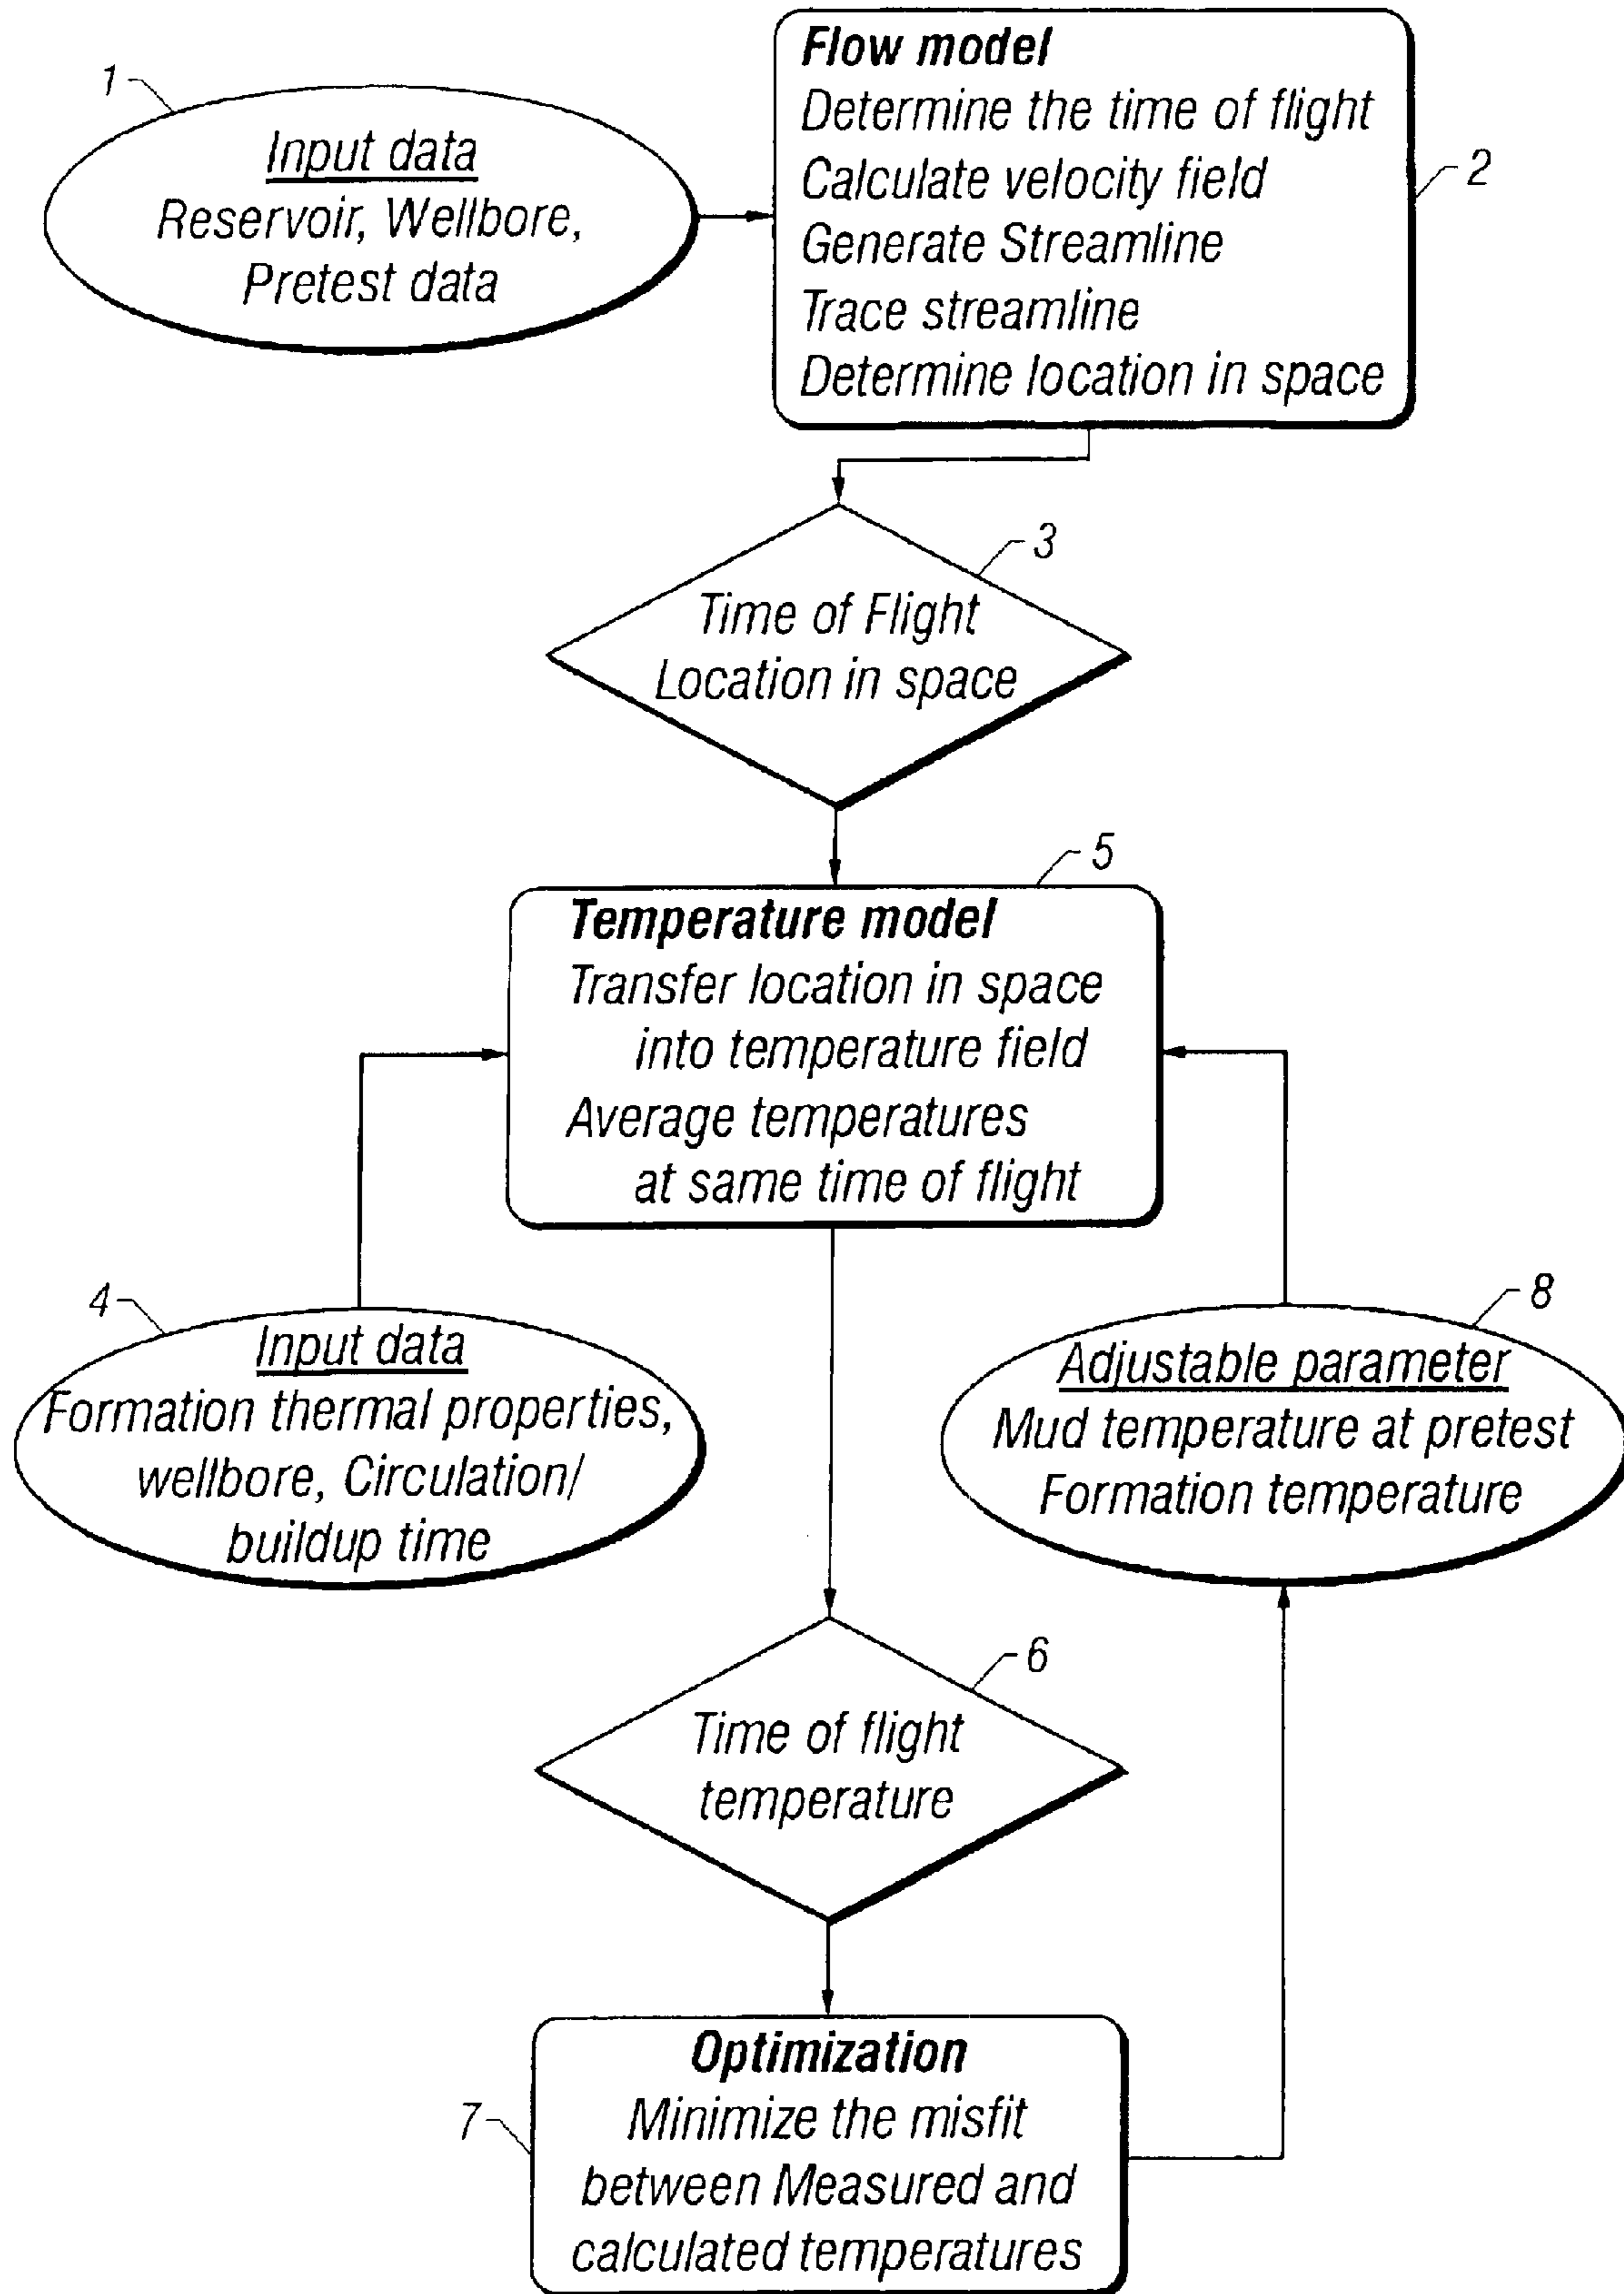 1
Input data
Reservoir, Wellbore,
Pretest data
Flow model
Determine the time of flight
Calculate velocity field
Generate Streamline
Trace streamline
Determine location in space
2
3
Time of Flight
Location in space
5
Temperature model
Transfer location in space
into temperature field
Average temperatures
at same time of flight
4
Input data
Formation thermal properties,
wellbore, Circulation/
buildup time
8
Adjustable parameter
Mud temperature at pretest
Formation temperature
6
Time of flight
temperature
7
Optimization
Minimize the misfit
between Measured and
calculated temperatures